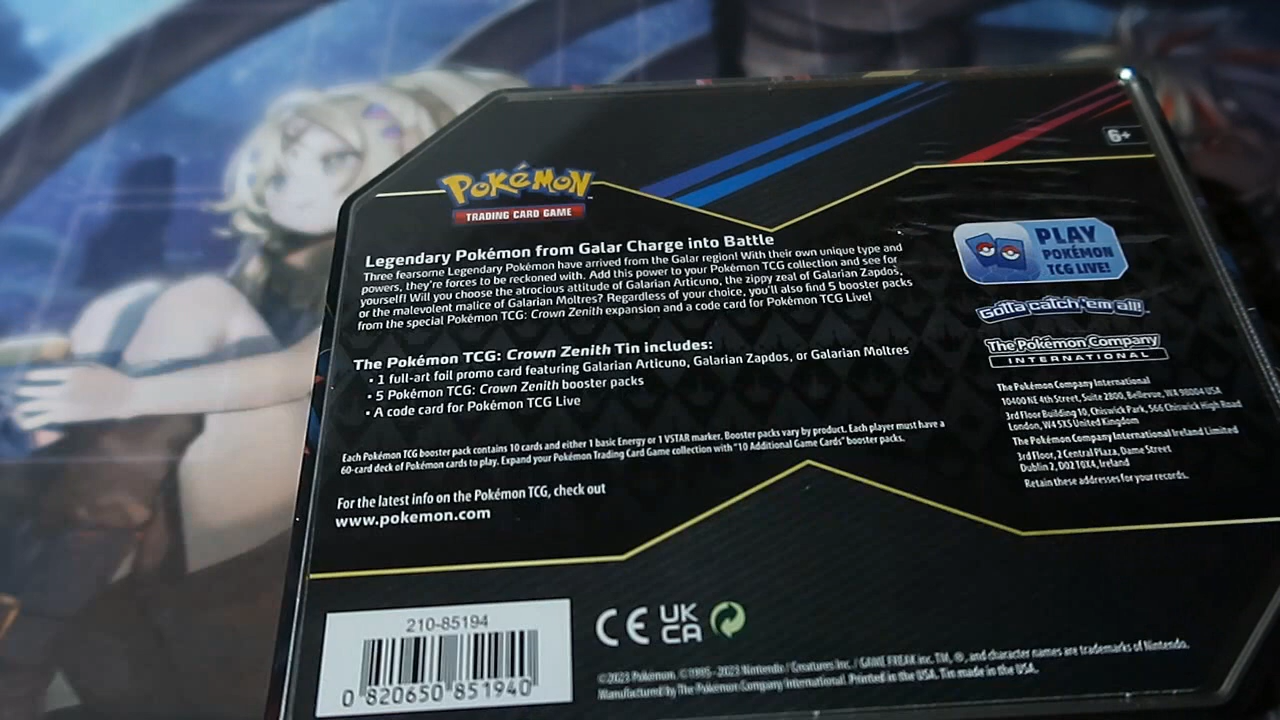 6+
POKéMON
TRADING CARD GAME
Legendary Pokémon from Galar Charge into Battle
Three fearsome Legendary Pokémon have arrived from the Galar region! With their own unique type and
powers, they're forces to be reckoned with. Add this power to your Pokémon TCG collection and see for
yourself! Will you choose the atrocious attitude of Galarian Articuno, the zippy zeal of Galarian Zapdos,
or the malevolent malice of Galarian Moltres? Regardless of your choice, you'll also find 5 booster packs
from the special Pokémon TCG: Crown Zenith expansion and a code card for Pokémon TCG Live!
The Pokémon TCG: Crown Zenith Tin includes:
• 1 full-art foil promo card featuring Galarian Articuno, Galarian Zapdos, or Galarian Moltres
• 5 Pokémon TCG: Crown Zenith booster packs
• A code card for Pokémon TCG Live
Each Pokémon TCG booster pack contains 10 cards and either 1 basic Energy or 1 VSTAR marker. Booster packs vary by product. Each player must have a
60-card deck of Pokémon cards to play. Expand your Pokémon Trading Card Game collection with "10 Additional Game Cards" booster packs.
For the latest info on the Pokémon TCG, check out
www.pokemon.com
PLAY
POKÉMON
TCG LIVE!
Gotta catch 'em all!™
The Pokémon Company
INTERNATIONAL
The Pokémon Company International
10400 NE 4th Street, Suite 2800, Bellevue, WA 98004 USA
3rd Floor Building 10, Chiswick Park, 566 Chiswick High Road
London, W4 5XS United Kingdom
The Pokémon Company International Ireland Limited
3rd Floor, 2 Central Plaza, Dame Street
Dublin 2, D02 T0X4, Ireland
Retain these addresses for your records.
210-85194
0 820650 851940
CE UK
CA
©2023 Pokémon. ©1995–2023 Nintendo / Creatures Inc. / GAME FREAK inc. TM, ®, and character names are trademarks of Nintendo.
Manufactured by The Pokémon Company International. Printed in the USA. Tin made in the USA.